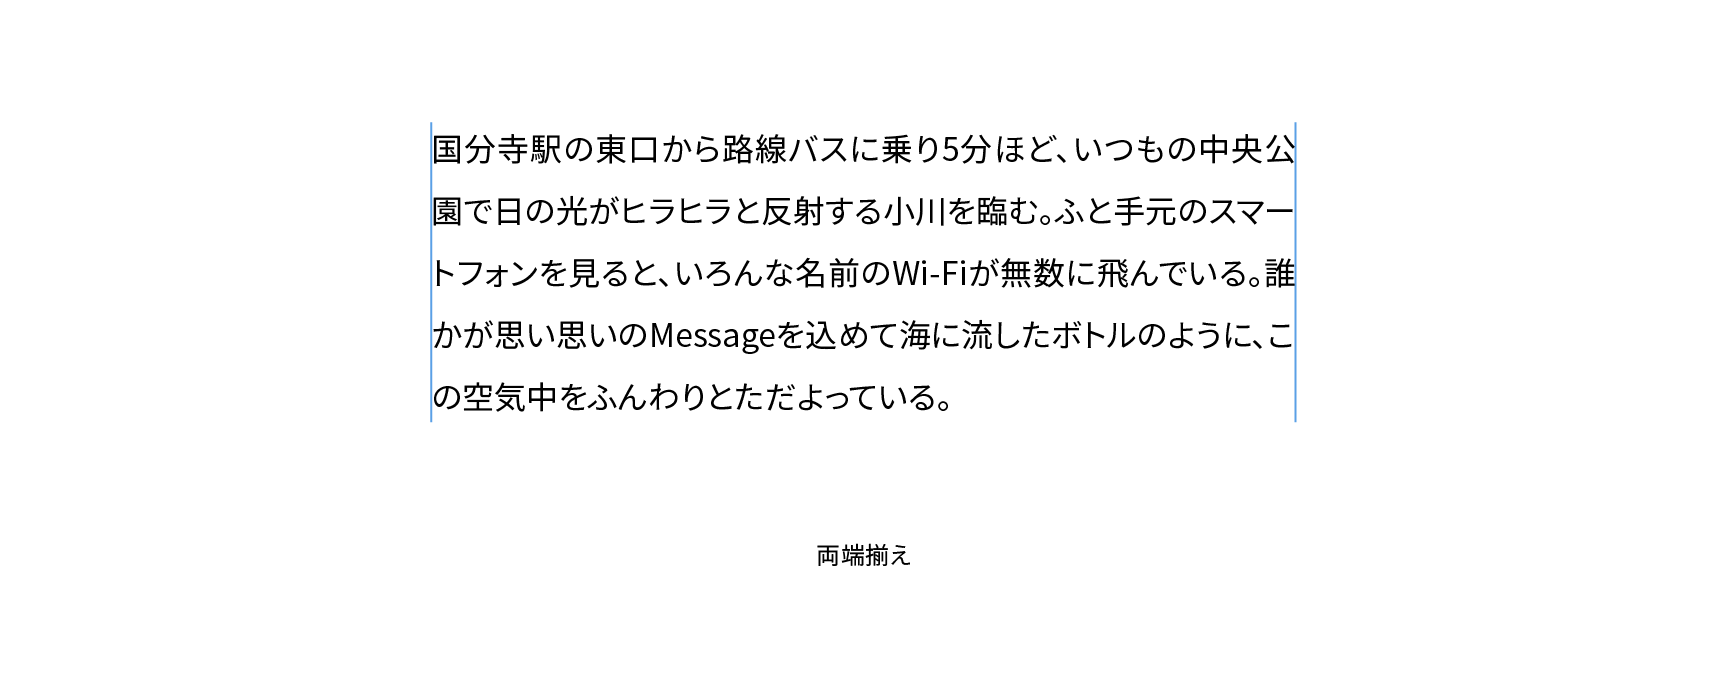 国分寺駅の東口から路線バスに乗り5分ほど、いつもの中央公
園で日の光がヒラヒラと反射する小川を臨む。ふと手元のスマー
トフォンを見ると、いろんな名前のWi-Fiが無数に飛んでいる。誰
かが思い思いのMessageを込めて海に流したボトルのように、こ
の空気中をふんわりとただよっている。
両端揃え